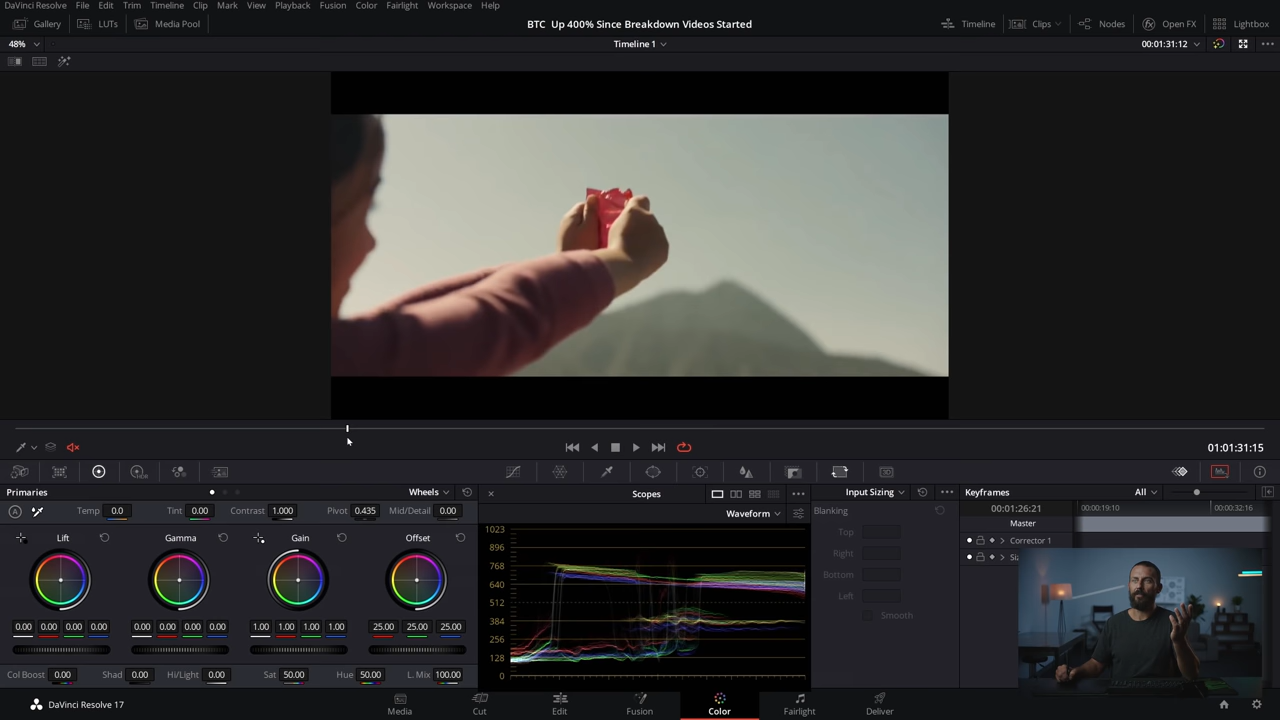 DaVinci Resolve File Edit Trim Timeline Clip Mark View Playback Fusion Color Fairlight Workspace Help
Gallery LUTs Media Pool BTC Up 400% Since Breakdown Videos Started Timeline Clips Nodes Open FX Lightbox
48% Timeline 1 00:01:31:12
01:01:31:15
Primaries Wheels Scopes Input Sizing Keyframes All
A Temp 0.0 Tint 0.00 Contrast 1.000 Pivot 0.435 Mid/Detail 0.00
Waveform
Blanking
00:01:26:21 00:00:19:10 00:00:32:16
Master
Lift Gamma Gain Offset
Top
Right
Bottom
Left
Smooth
Corrector 1
1023
896
768
640
512
384
256
128
0
0.00 0.00 0.00 0.00 0.00 0.00 0.00 0.00 1.00 1.00 1.00 1.00 25.00 25.00 25.00
Col Boost 0.00 Shad 0.00 Hi/Light 0.00 Sat 50.00 Hue 50.00 L. Mix 100.00
DaVinci Resolve 17 Media Cut Edit Fusion Color Fairlight Deliver